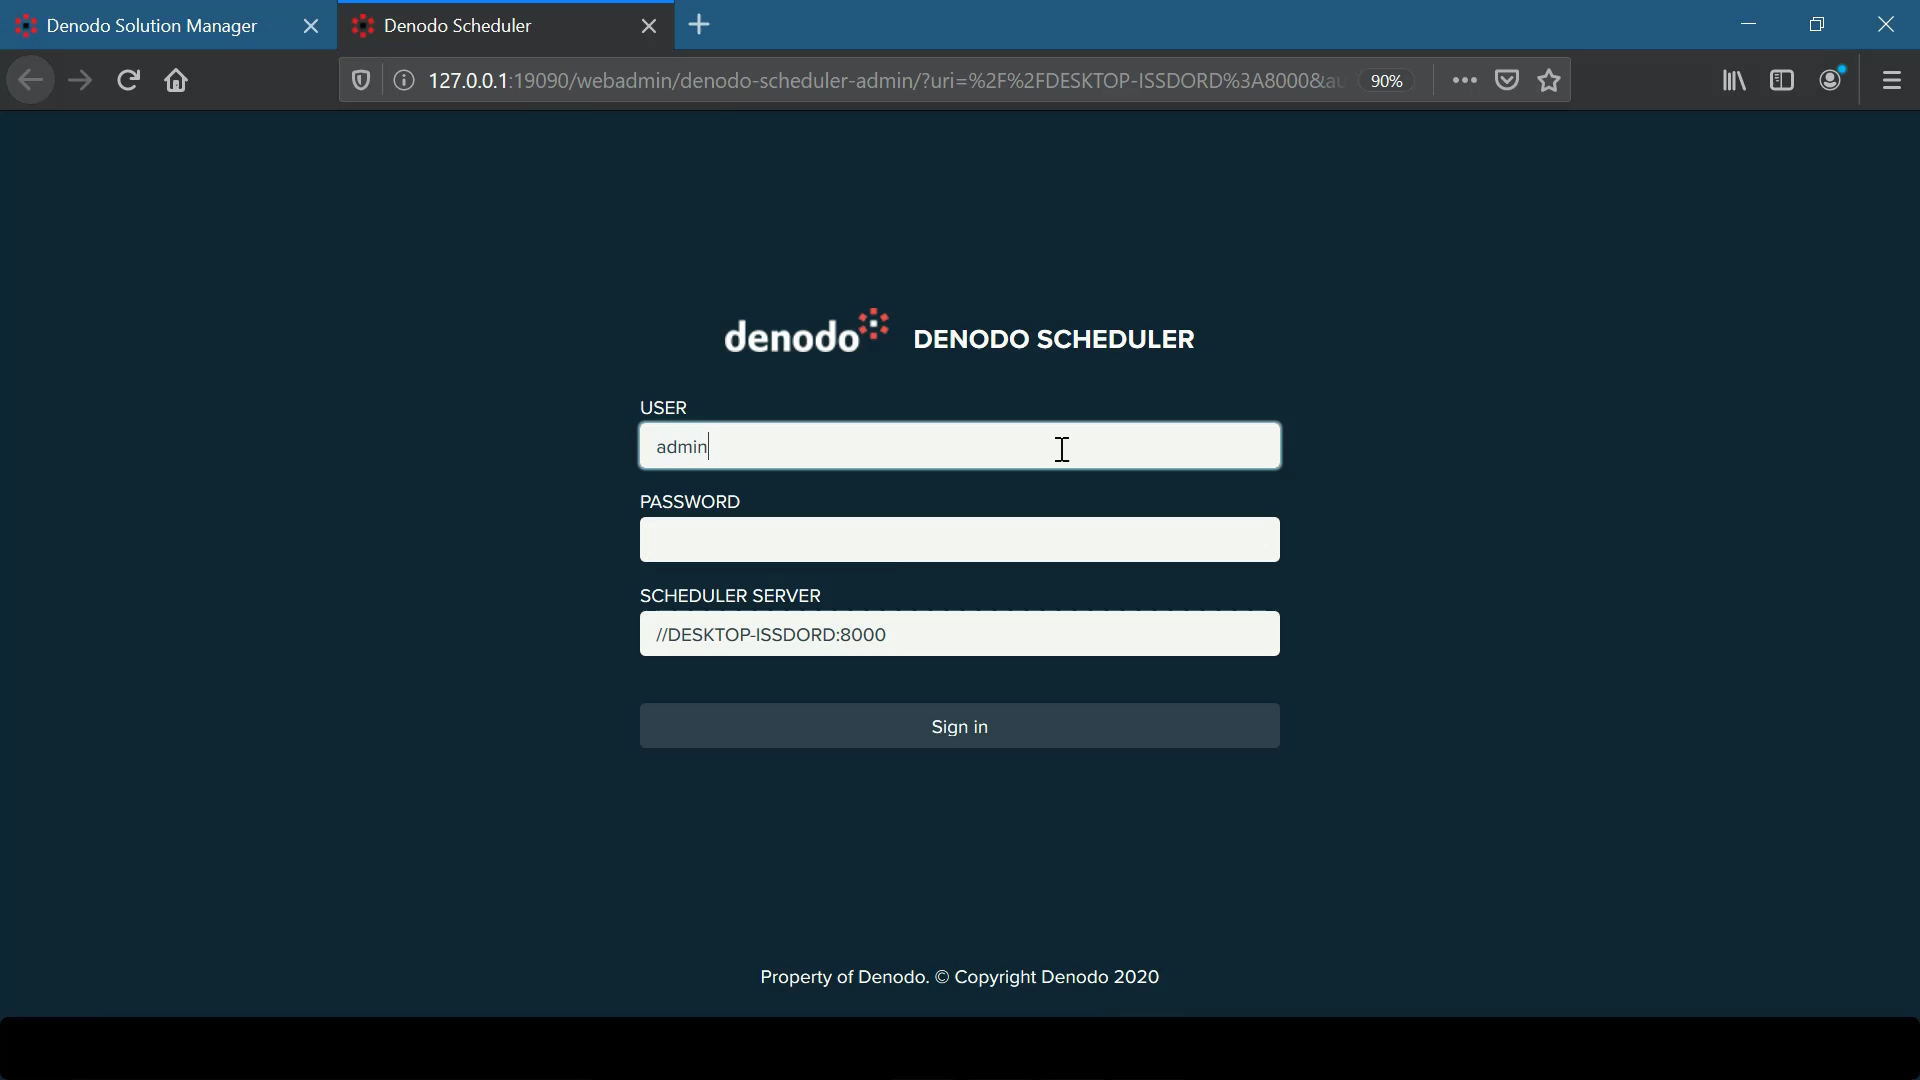 Denodo Solution Manager
Denodo Scheduler
127.0.0.1:19090/webadmin/denodo-scheduler-admin/?uri=%2F%2FDESKTOP-ISSDORD%3A8000&au
90%
denodo DENODO SCHEDULER
USER
admin
PASSWORD
SCHEDULER SERVER
//DESKTOP-ISSDORD:8000
Sign in
Property of Denodo. © Copyright Denodo 2020